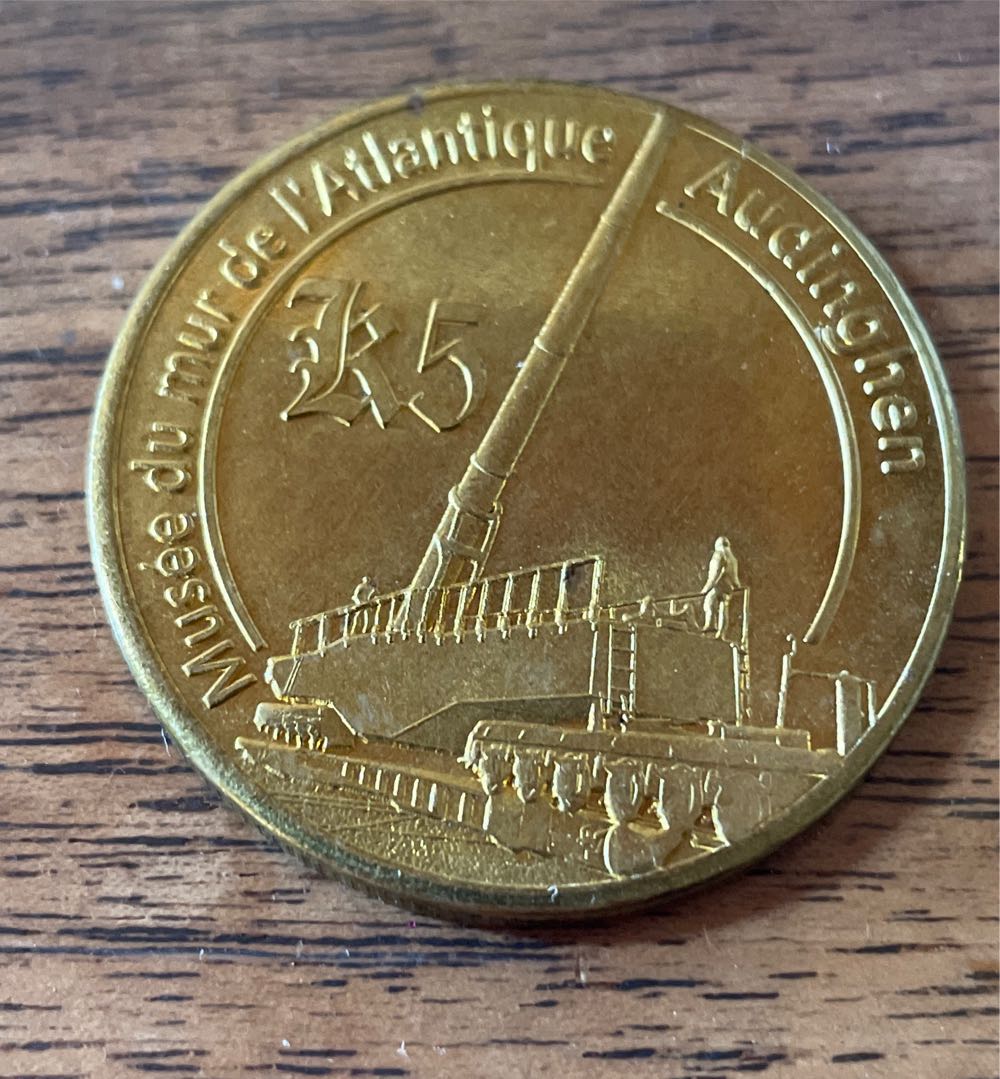 Musée du mur de l'Atlantique
Audinghen
K5